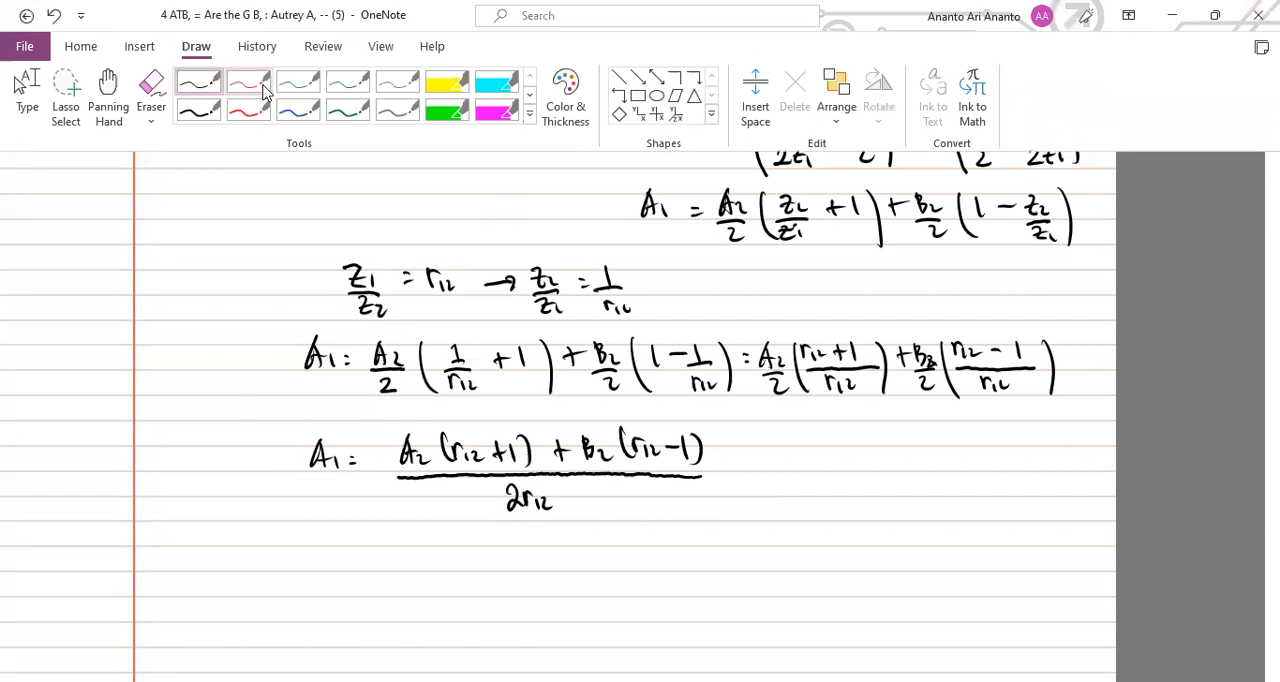 4 ATB, = Are the G B, : Autrey A, -- (5) - OneNote
Search
Ananto Ari Ananto
AA
File Home Insert Draw History Review View Help
Type
Lasso Select
Panning Hand
Eraser
Color & Thickness
Insert Space
Delete
Arrange
Rotate
Ink to Text
Ink to Math
Tools
Shapes
Edit
Convert
A1 = A2/2 (Z2/Z1 + 1) + B2/2 (1 - Z2/Z1)
Z1/Z2 = r12 → Z2/Z1 = 1/r12
A1 = A2/2 (1/r12 + 1) + B2/2 (1 - 1/r12) = A2/2 ((r12 + 1)/r12) + B2/2 ((r12 - 1)/r12)
A1 = (A2 (r12 + 1) + B2 (r12 - 1))/2r12